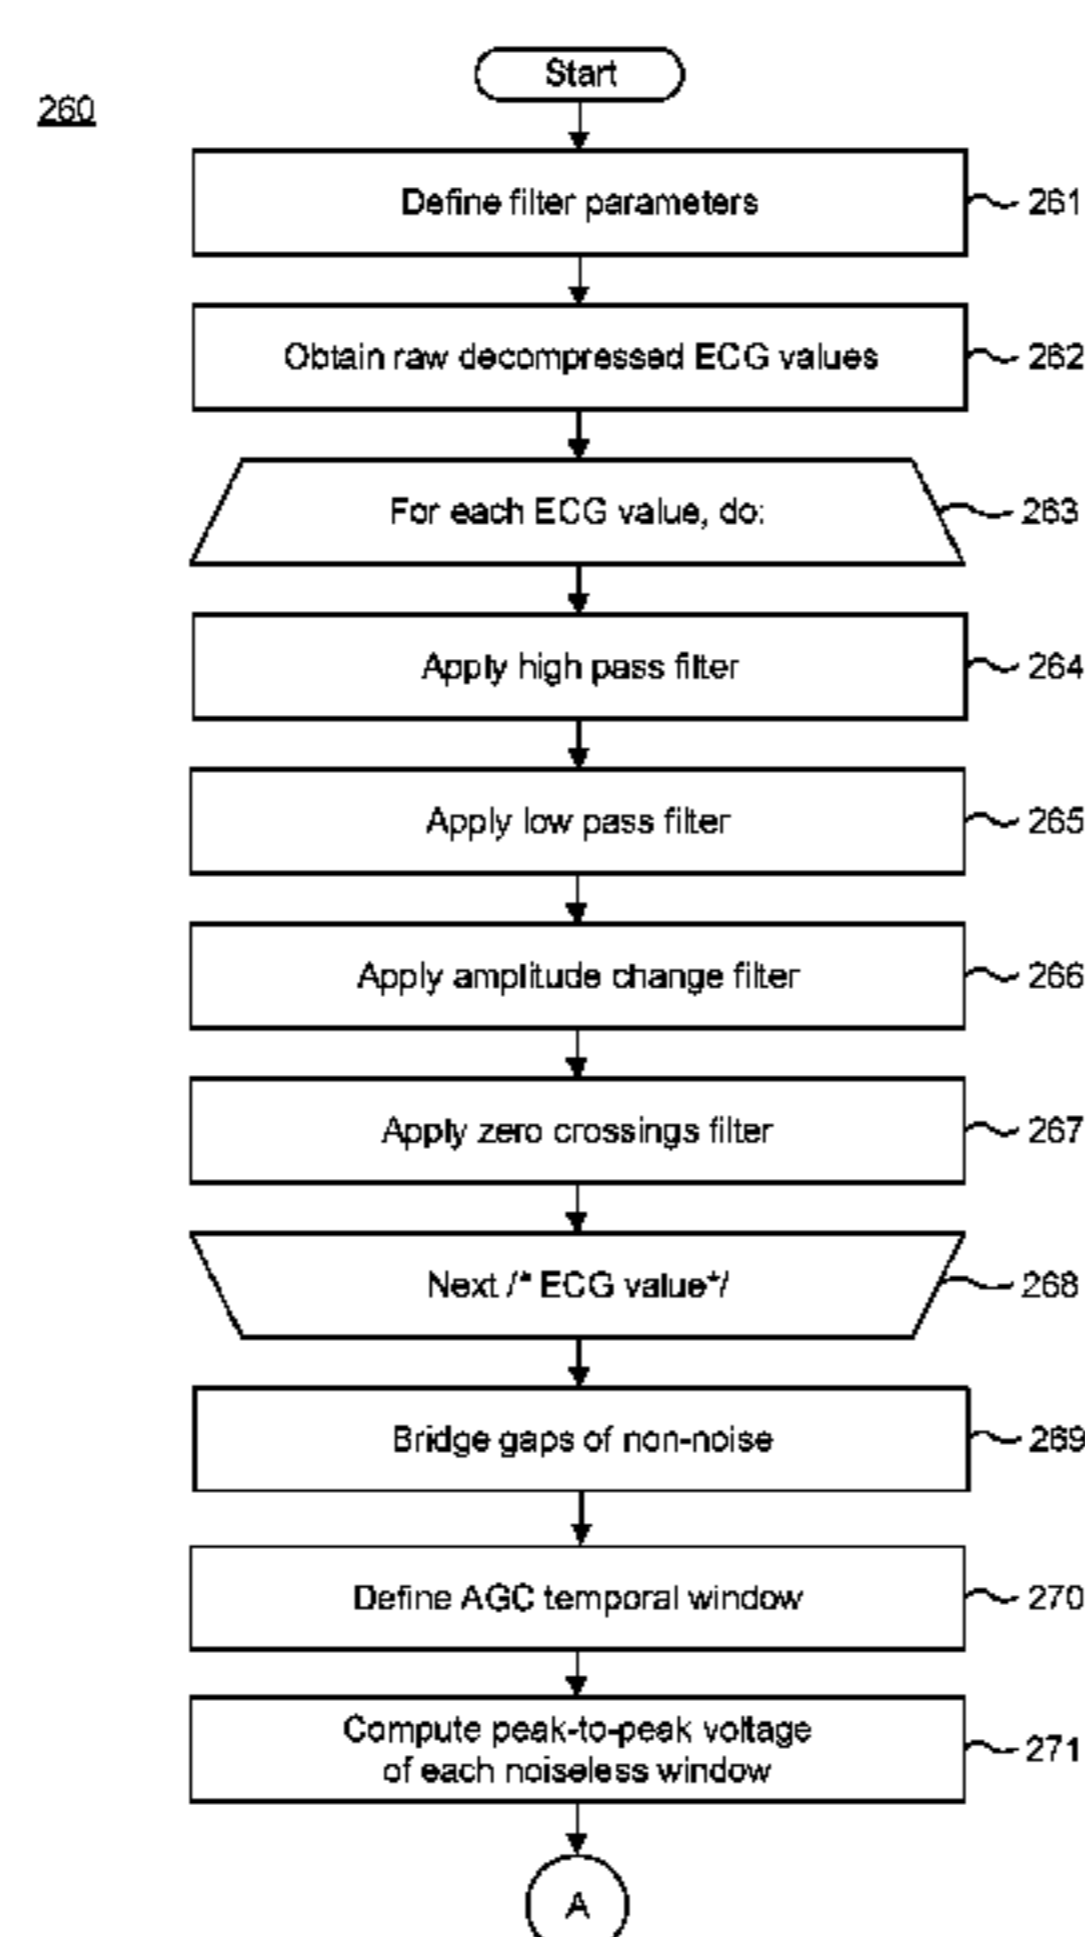 Start
260
Define filter parameters
261
Obtain raw decompressed ECG values
262
For each ECG value, do:
263
Apply high pass filter
264
Apply low pass filter
265
Apply amplitude change filter
266
Apply zero crossings filter
267
Next /* ECG value*/
268
Bridge gaps of non-noise
269
Define AGC temporal window
270
Compute peak-to-peak voltage
of each noiseless window
271
A